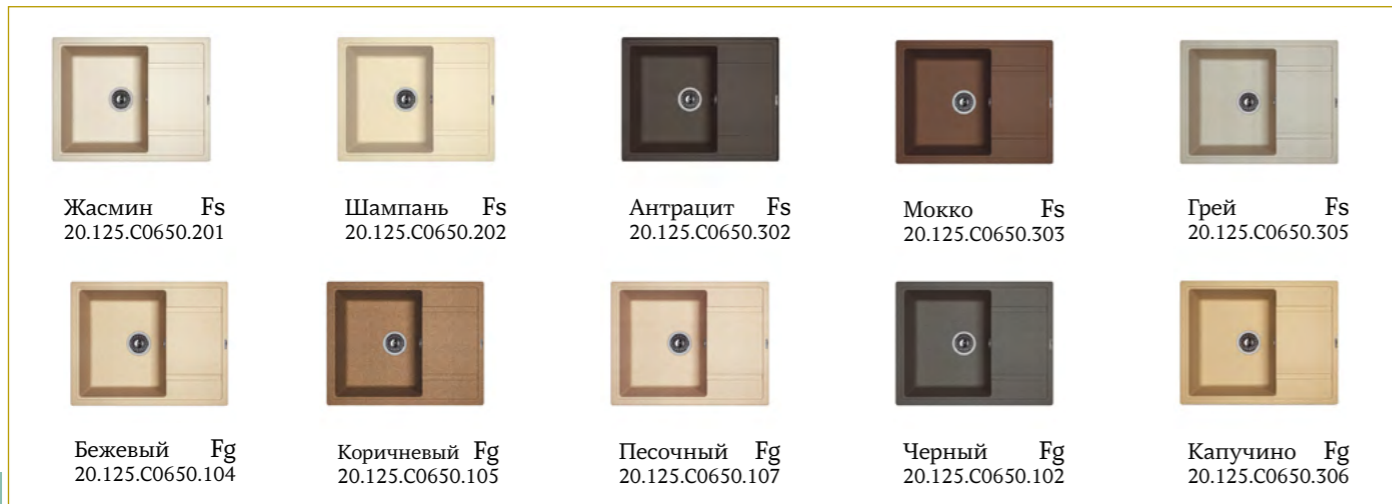 Жасмин Fs
20.125.C0650.201
Шампань Fs
20.125.C0650.202
Антрацит Fs
20.125.C0650.302
Мокко Fs
20.125.C0650.303
Грей Fs
20.125.C0650.305
Бежевый Fg
20.125.C0650.104
Коричневый Fg
20.125.C0650.105
Песочный Fg
20.125.C0650.107
Черный Fg
20.125.C0650.102
Капучино Fg
20.125.C0650.306